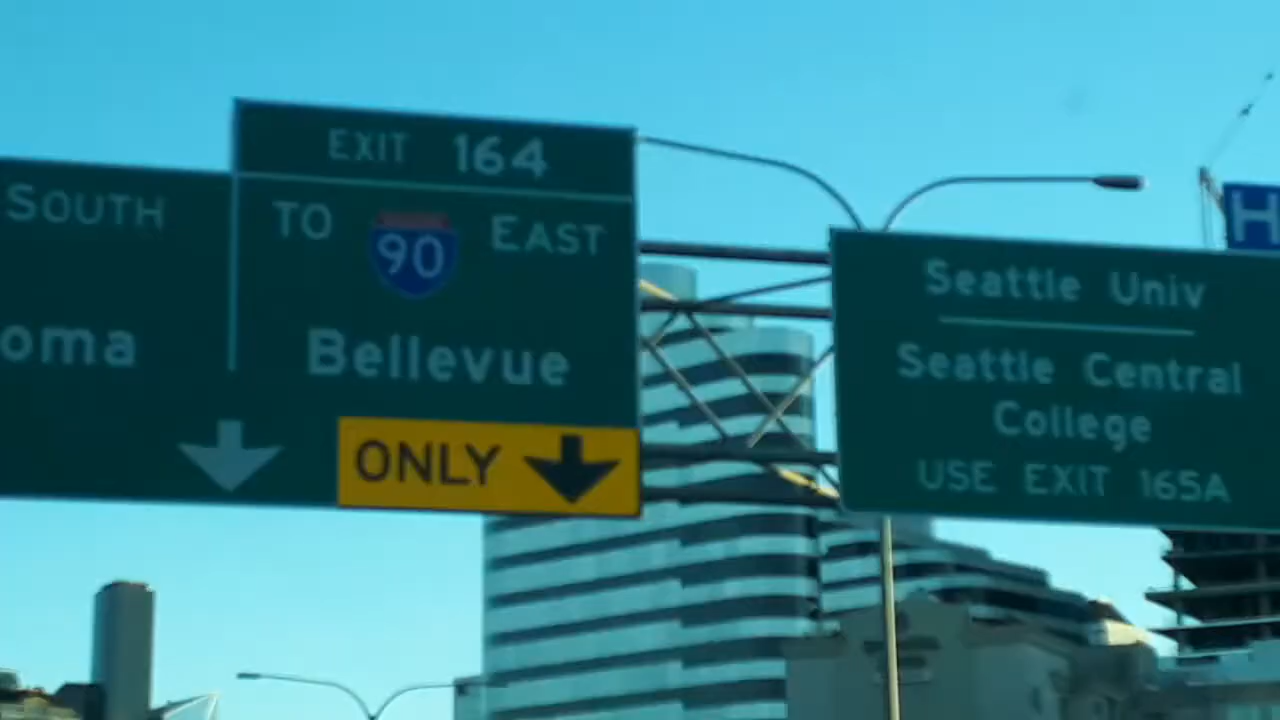 SOUTH
oma
EXIT 164
TO 90 EAST
Bellevue
ONLY
Seattle Univ
Seattle Central
College
USE EXIT 165A
H